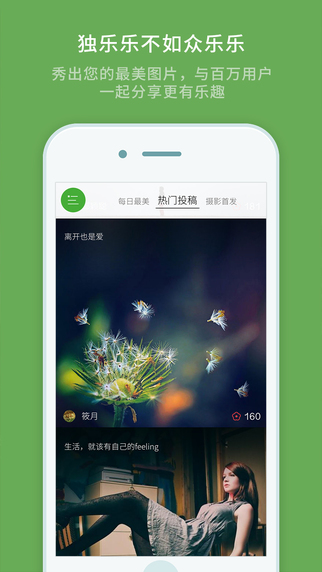 独乐乐不如众乐乐
秀出您的最美图片，与百万用户
一起分享更有乐趣
每日最美 热门投稿 摄影首发
离开也是爱
筱月 160
生活，就该有自己的feeling